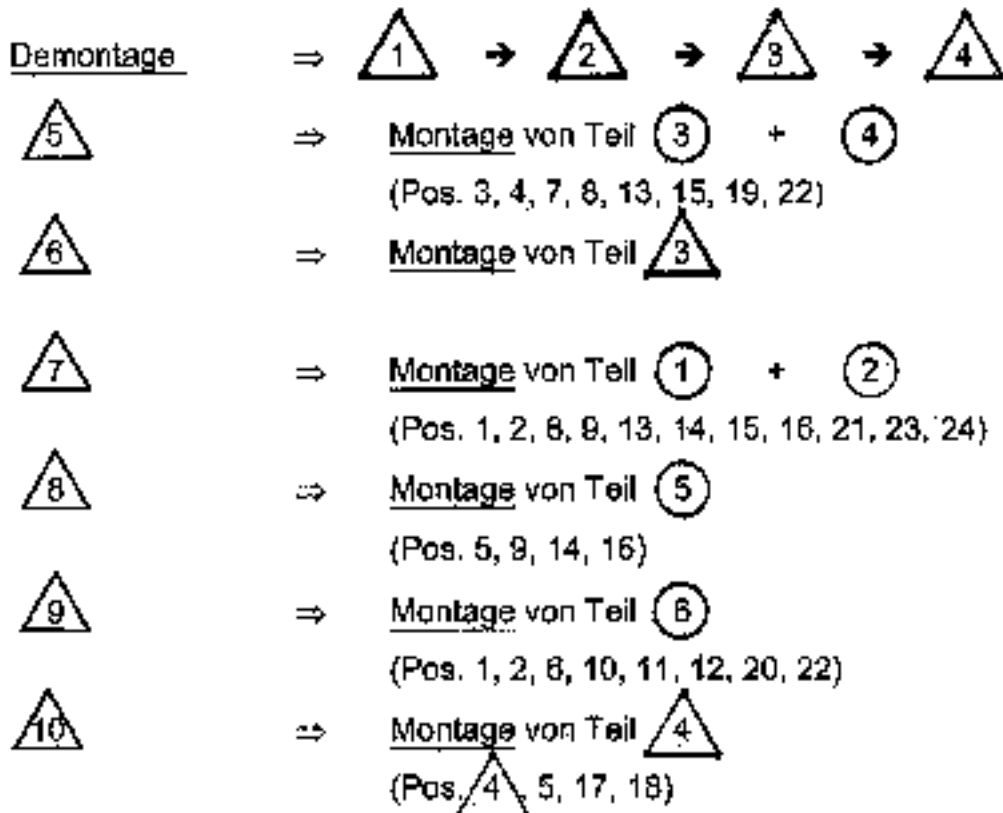 Demontage ⇒ 1 → 2 → 3 → 4
5 ⇒ Montage von Teil 3 + 4
(Pos. 3, 4, 7, 8, 13, 15, 19, 22)
6 ⇒ Montage von Teil 3
7 ⇒ Montage von Teil 1 + 2
(Pos. 1, 2, 8, 9, 13, 14, 15, 16, 21, 23, 24)
8 ⇒ Montage von Teil 5
(Pos. 5, 9, 14, 16)
9 ⇒ Montage von Teil 6
(Pos. 1, 2, 6, 10, 11, 12, 20, 22)
10 ⇒ Montage von Teil 4
(Pos. 4, 5, 17, 18)